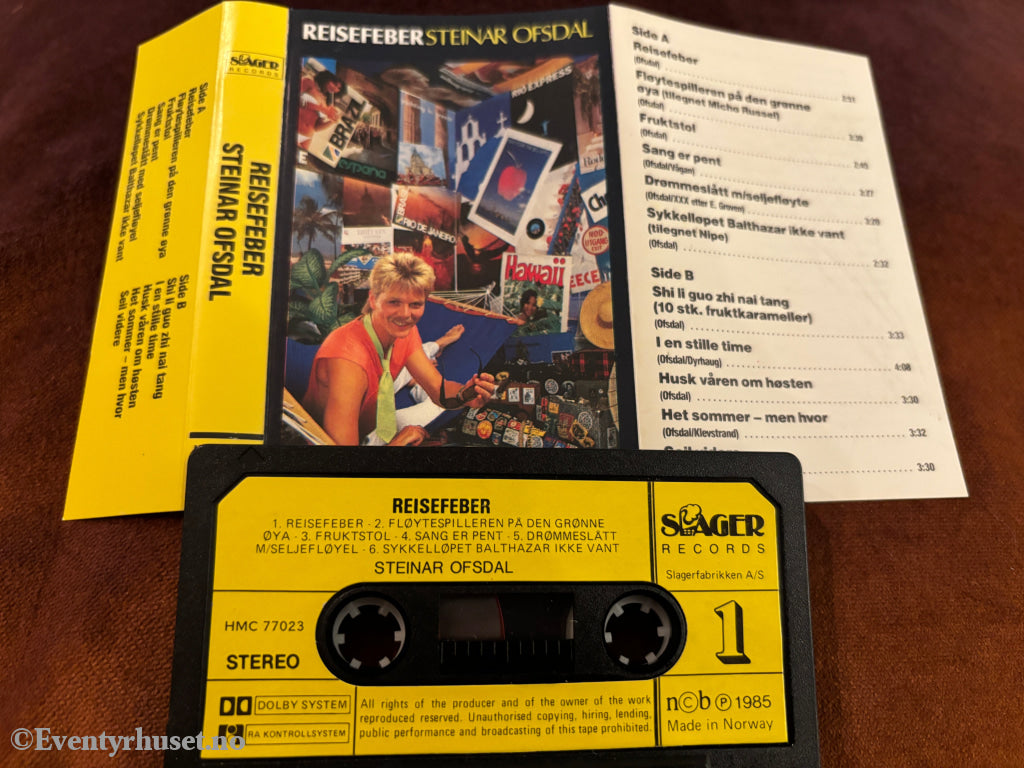 SLAGER
RECORDS
Side A
Reisefeber
Fløytespilleren på den grønne øya
Fruktstol
Sang er pent
Drømmeslått med seljefløyel
Sykkelløpet Balthazar ikke vant
Side B
Shi li guo zhi nai tang
I en stille time
Husk våren om høsten
Het sommer – men hvor
Seil videre
REISEFEBER
STEINAR OFSDAL
REISEFEBER STEINAR OFSDAL
RIO EXPRESS
BRAZIL
RIO DE JANEIRO
Hawaii
Side A
Reisefeber
(Ofsdal) 2:51
Fløytespilleren på den grønne
øya (tilegnet Micho Russel)
(Ofsdal) 3:30
Fruktstol
(Ofsdal) 2:45
Sang er pent
(Ofsdal/Vågan) 3:27
Drømmeslått m/seljefløyte
(Ofsdal/XXX etter E. Groven) 3:20
Sykkelløpet Balthazar ikke vant
(tilegnet Nipe)
(Ofsdal) 2:32
Side B
Shi li guo zhi nai tang
(10 stk. fruktkarameller)
(Ofsdal) 3:33
I en stille time
(Ofsdal/Dyrhaug) 4:08
Husk våren om høsten
(Ofsdal) 3:30
Het sommer – men hvor
(Ofsdal/Klevstrand) 3:32
3:30
REISEFEBER
1. REISEFEBER - 2. FLØYTESPILLEREN PÅ DEN GRØNNE
ØYA - 3. FRUKTSTOL - 4. SANG ER PENT - 5. DRØMMESLÅTT
M/SELJEFLØYEL - 6. SYKKELLØPET BALTHAZAR IKKE VANT
STEINAR OFSDAL
SLAGER
RECORDS
Slagerfabrikken A/S
HMC 77023
STEREO
1
DOLBY SYSTEM
RA KONTROLLSYSTEM
All rights of the producer and of the owner of the work
reproduced reserved. Unauthorised copying, hiring, lending,
public performance and broadcasting of this tape prohibited.
n©b ℗ 1985
Made in Norway
©Eventyrhuset.no